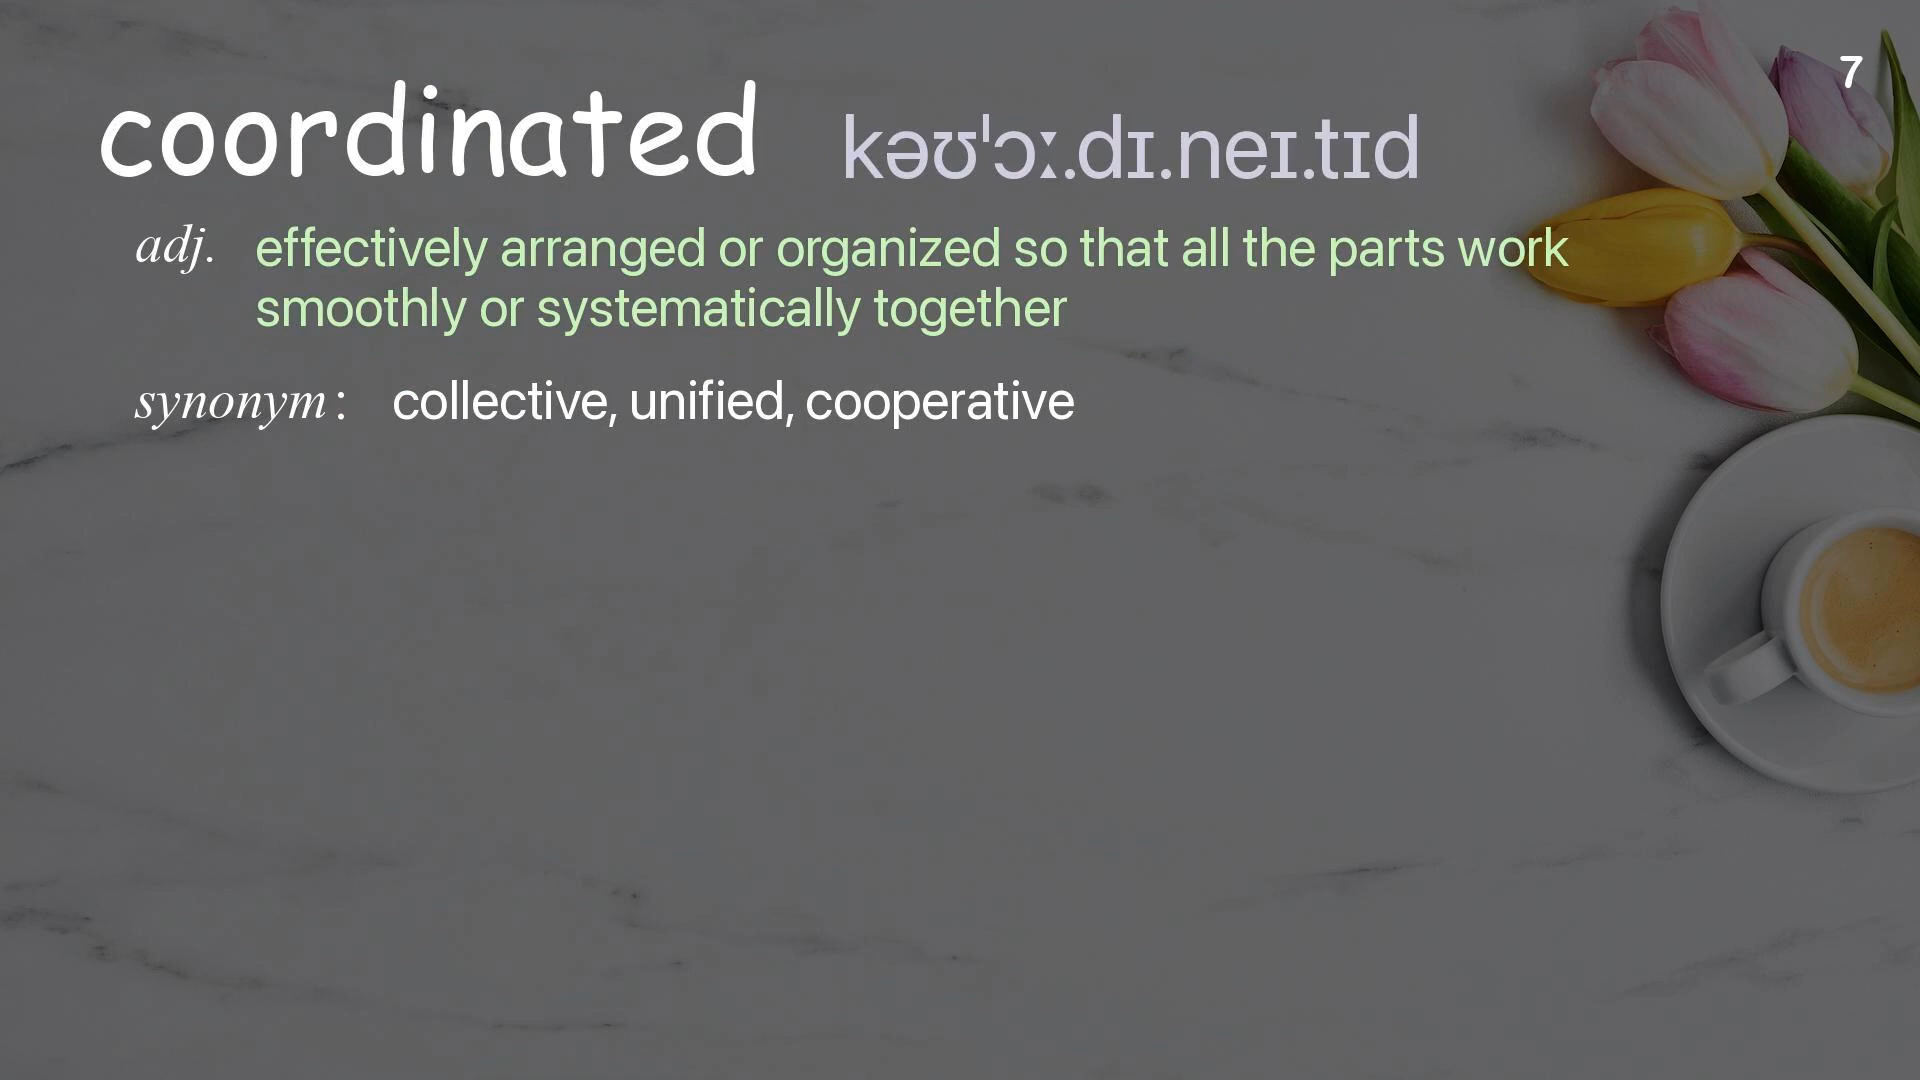 7
coordinated kəʊˈɔː.dɪ.neɪ.tɪd
adj. effectively arranged or organized so that all the parts work
smoothly or systematically together
synonym : collective, unified, cooperative